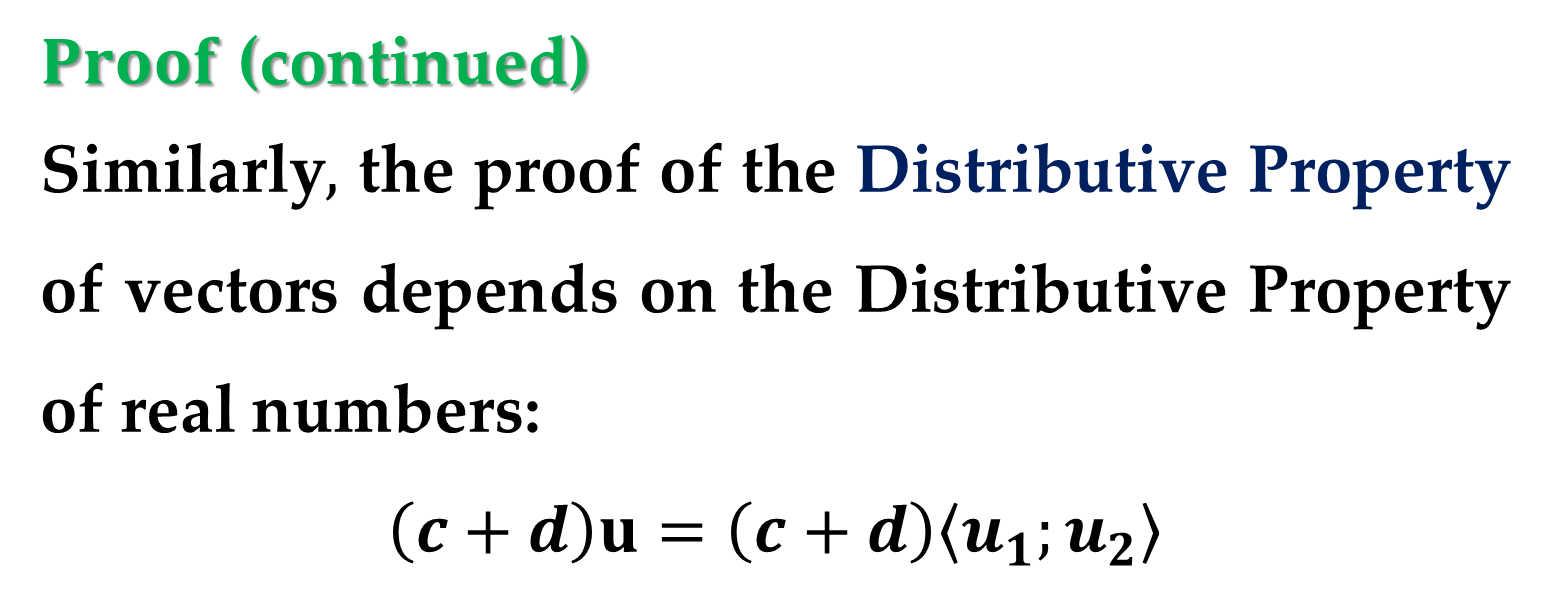 Proof (continued)
Similarly, the proof of the Distributive Property
of vectors depends on the Distributive Property
of real numbers:
(c + d)u = (c + d)⟨u₁; u₂⟩